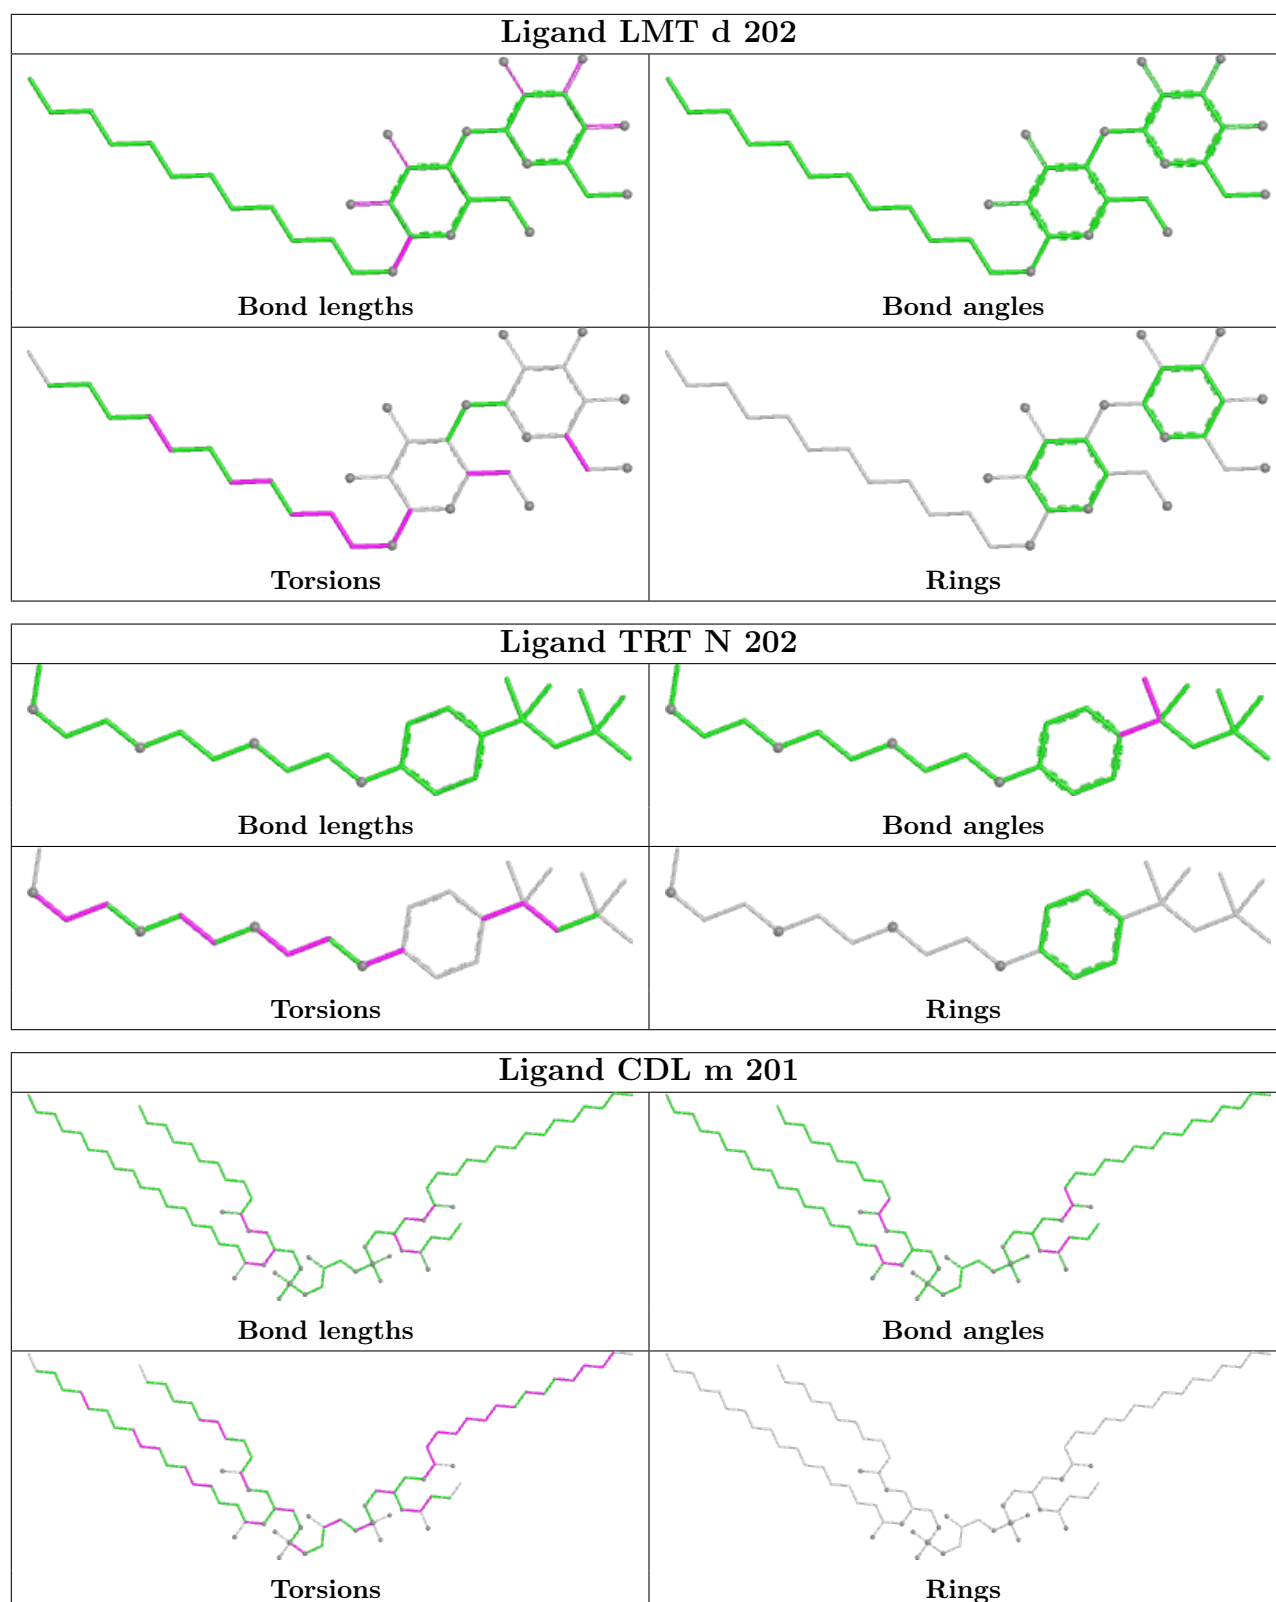 Ligand LMT d 202
Bond lengths
Bond angles
Torsions
Rings
Ligand TRT N 202
Bond lengths
Bond angles
Torsions
Rings
Ligand CDL m 201
Bond lengths
Bond angles
Torsions
Rings